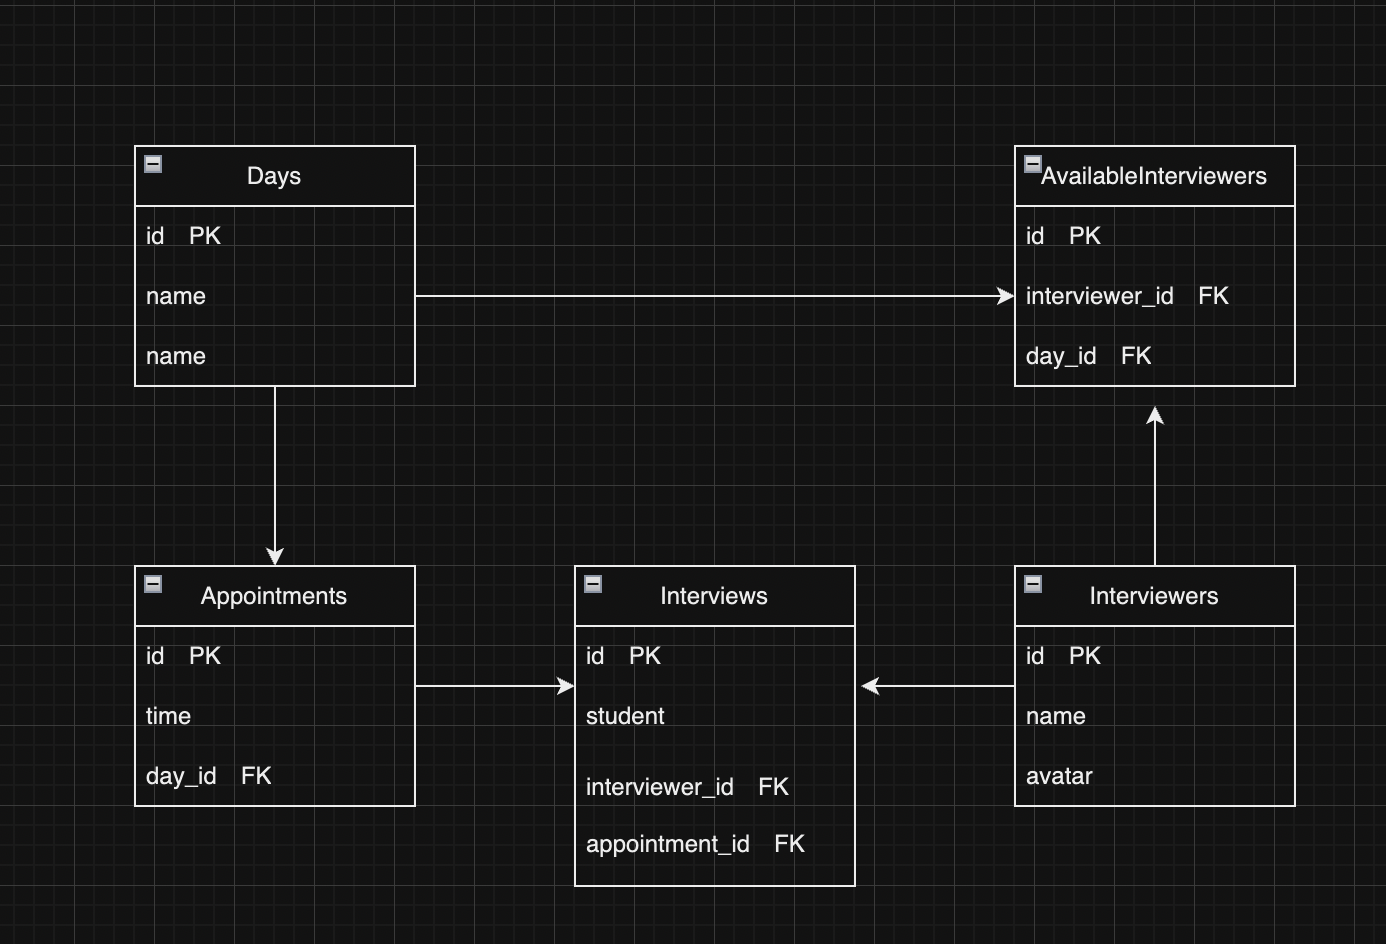 Days
id PK
name
name
AvailableInterviewers
id PK
interviewer_id FK
day_id FK
Appointments
id PK
time
day_id FK
Interviews
id PK
student
interviewer_id FK
appointment_id FK
Interviewers
id PK
name
avatar